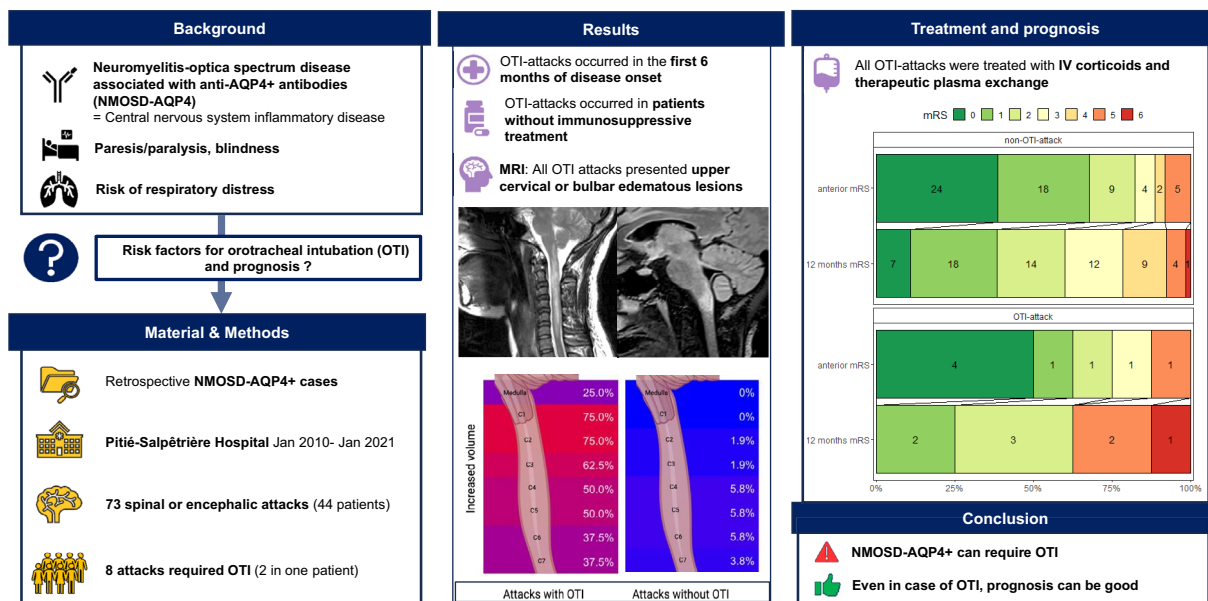 Background
Neuromyelitis-optica spectrum disease
associated with anti-AQP4+ antibodies
(NMOSD-AQP4)
= Central nervous system inflammatory disease
Paresis/paralysis, blindness
Risk of respiratory distress
?
Risk factors for orotracheal intubation (OTI)
and prognosis ?
Material & Methods
Retrospective NMOSD-AQP4+ cases
Pitié-Salpêtrière Hospital Jan 2010- Jan 2021
73 spinal or encephalic attacks (44 patients)
8 attacks required OTI (2 in one patient)
Results
OTI-attacks occurred in the first 6
months of disease onset
OTI-attacks occurred in patients
without immunosuppressive
treatment
MRI: All OTI attacks presented upper
cervical or bulbar edematous lesions
Increased volume
Medulla 25.0% Medulla 0%
C1 75.0% C1 0%
C2 75.0% C2 1.9%
C3 62.5% C3 1.9%
C4 50.0% C4 5.8%
C5 50.0% C5 5.8%
C6 37.5% C6 5.8%
C7 37.5% C7 3.8%
Attacks with OTI Attacks without OTI
Treatment and prognosis
All OTI-attacks were treated with IV corticoids and
therapeutic plasma exchange
mRS 0 1 2 3 4 5 6
non-OTI-attack
anterior mRS 24 18 9 4 2 5
12 months mRS 7 18 14 12 9 4 1
OTI-attack
anterior mRS 4 1 1 1 1
12 months mRS 2 3 2 1
0% 25% 50% 75% 100%
Conclusion
NMOSD-AQP4+ can require OTI
Even in case of OTI, prognosis can be good